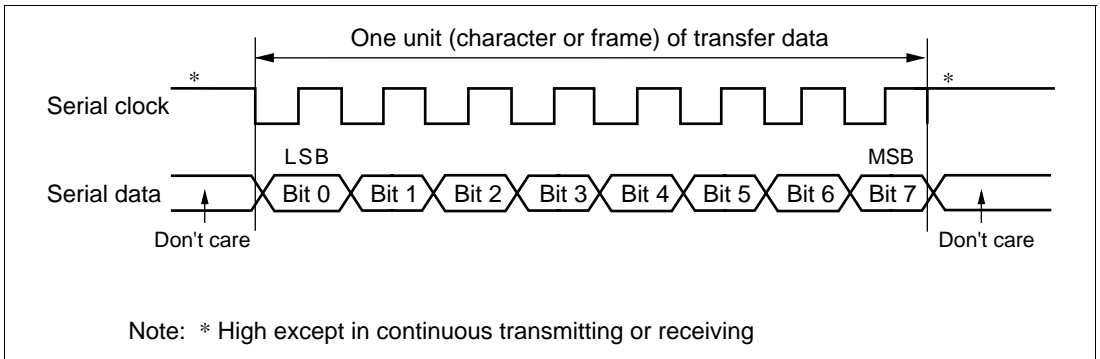 One unit (character or frame) of transfer data
* *
Serial clock
LSB MSB
Serial data Bit 0 Bit 1 Bit 2 Bit 3 Bit 4 Bit 5 Bit 6 Bit 7
Don't care Don't care
Note: * High except in continuous transmitting or receiving